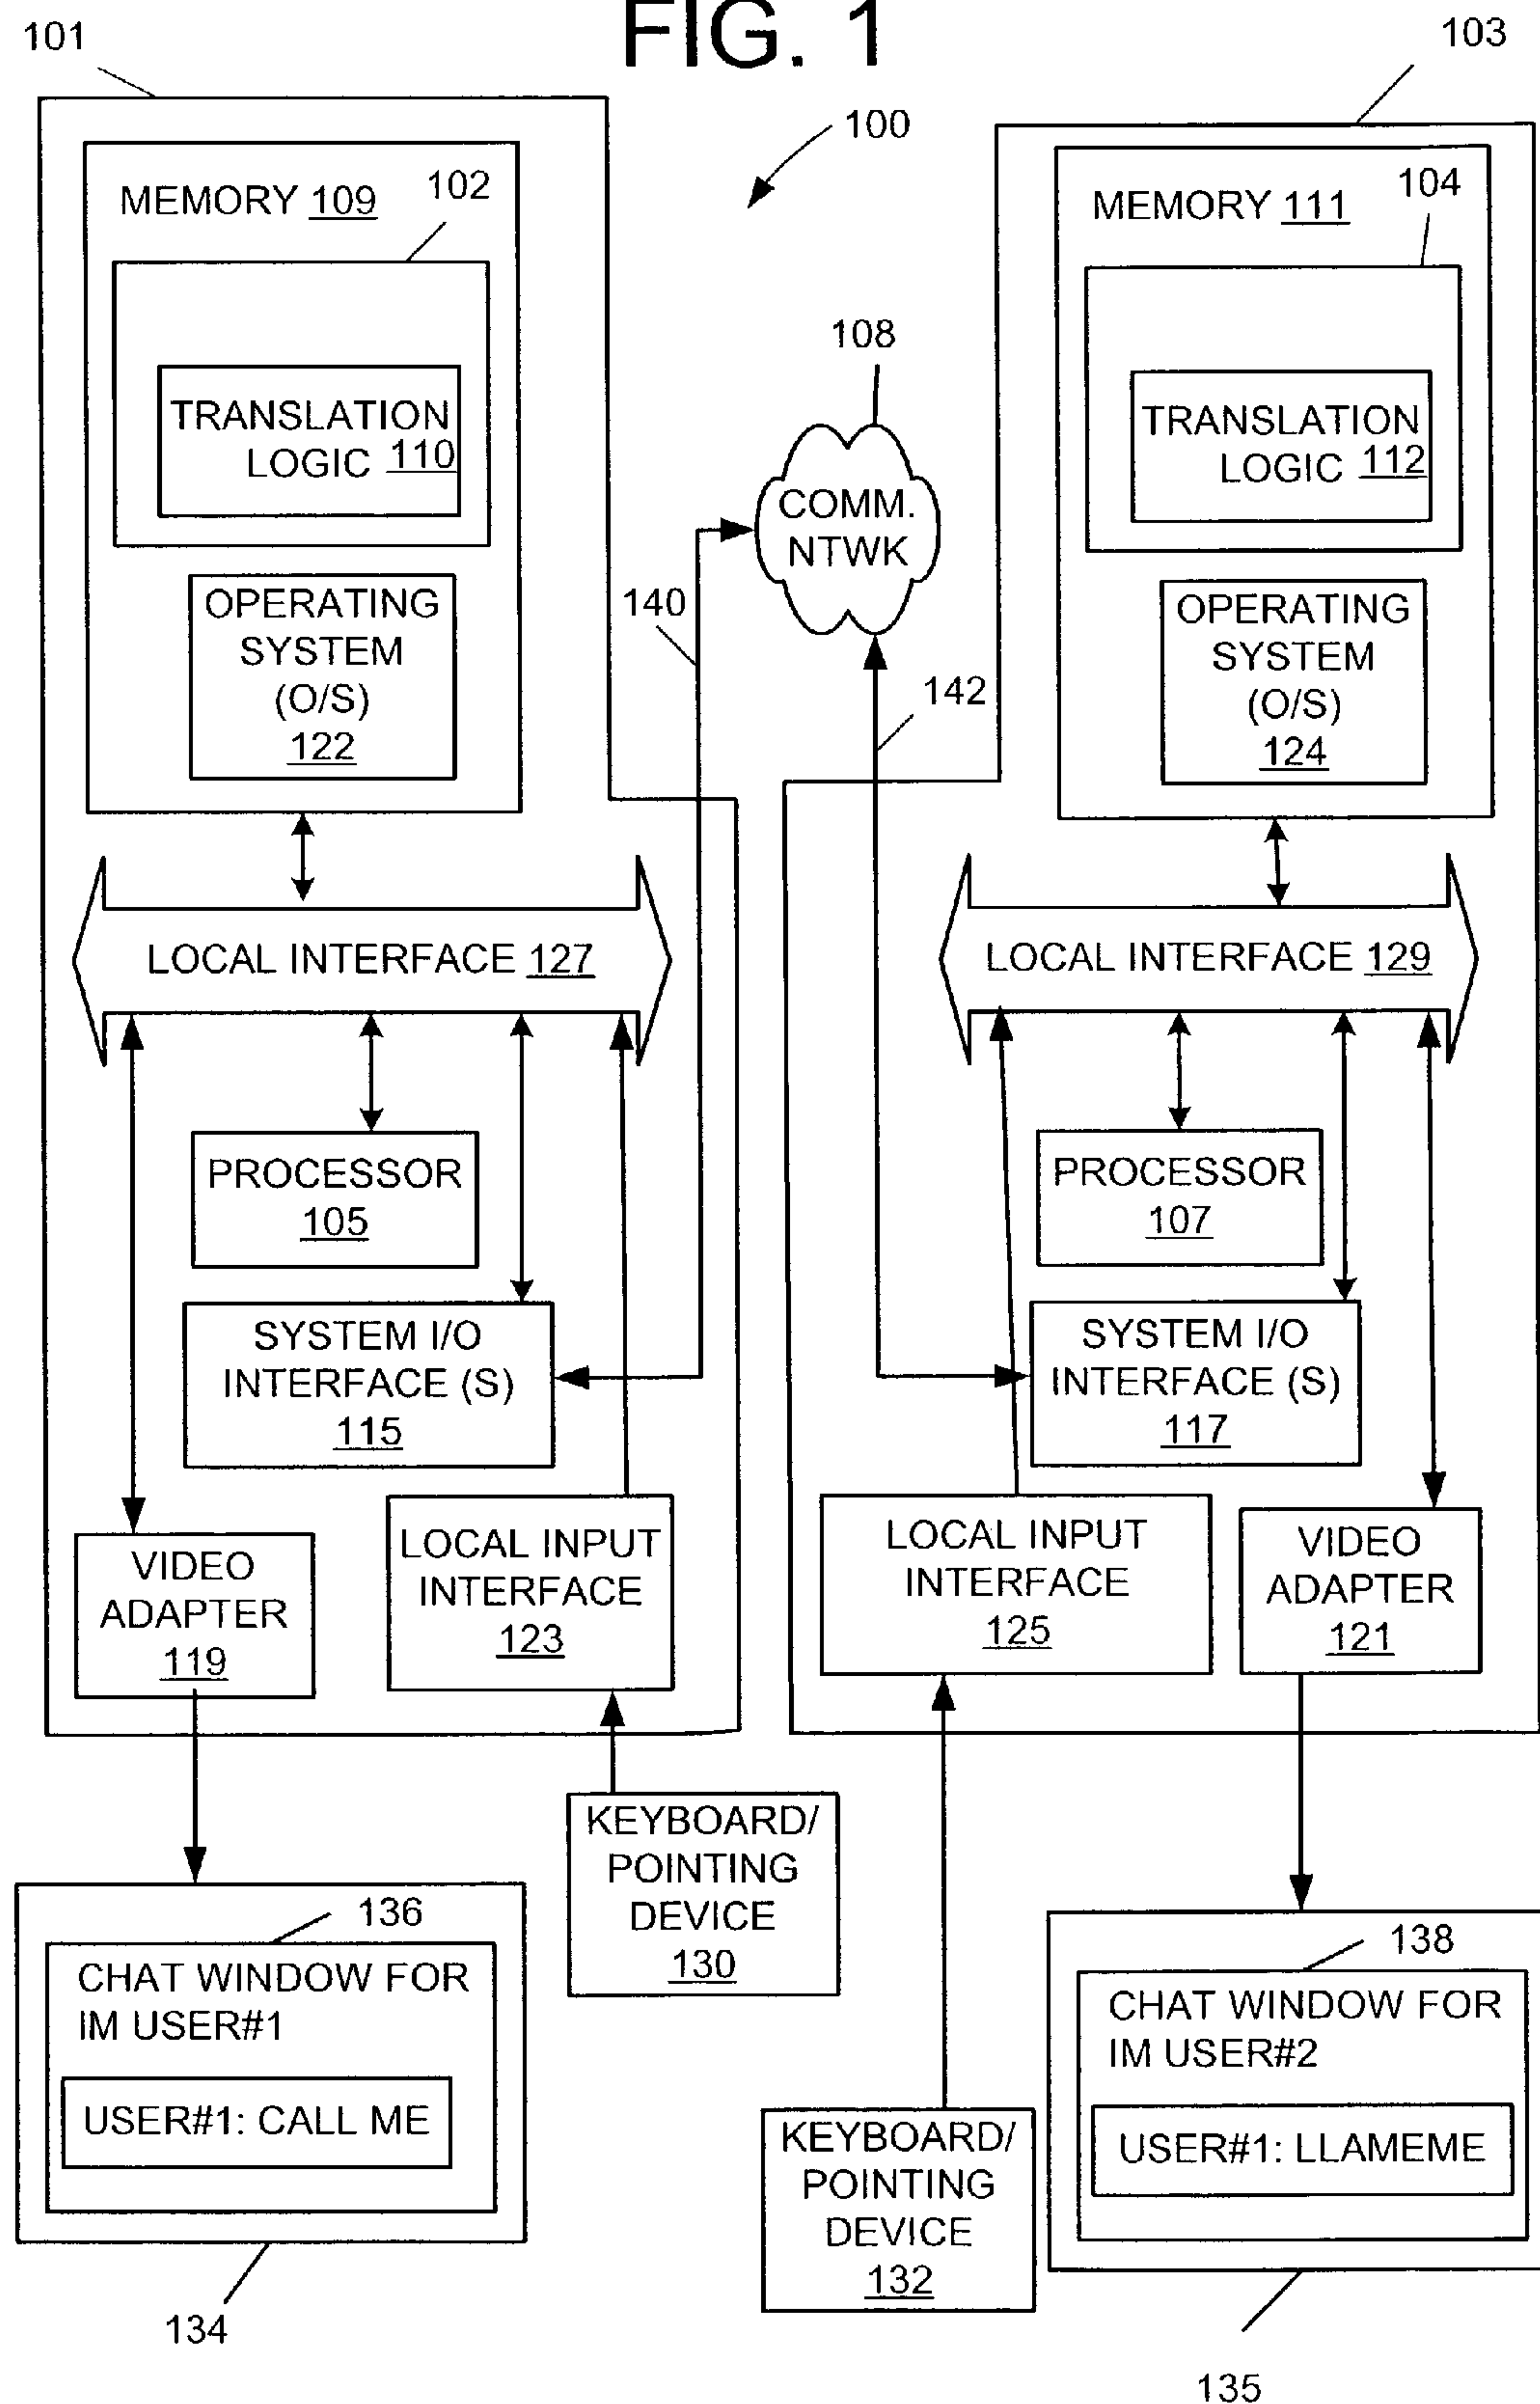 FIG. 1
101
103
100
MEMORY 109
102
TRANSLATION
LOGIC 110
OPERATING
SYSTEM
(O/S)
122
LOCAL INTERFACE 127
PROCESSOR
105
SYSTEM I/O
INTERFACE (S)
115
VIDEO
ADAPTER
119
LOCAL INPUT
INTERFACE
123
140
108
COMM.
NTWK
142
MEMORY 111
104
TRANSLATION
LOGIC 112
OPERATING
SYSTEM
(O/S)
124
LOCAL INTERFACE 129
PROCESSOR
107
SYSTEM I/O
INTERFACE (S)
117
LOCAL INPUT
INTERFACE
125
VIDEO
ADAPTER
121
KEYBOARD/
POINTING
DEVICE
130
136
CHAT WINDOW FOR
IM USER#1
USER#1: CALL ME
134
KEYBOARD/
POINTING
DEVICE
132
138
CHAT WINDOW FOR
IM USER#2
USER#1: LLAMEME
135